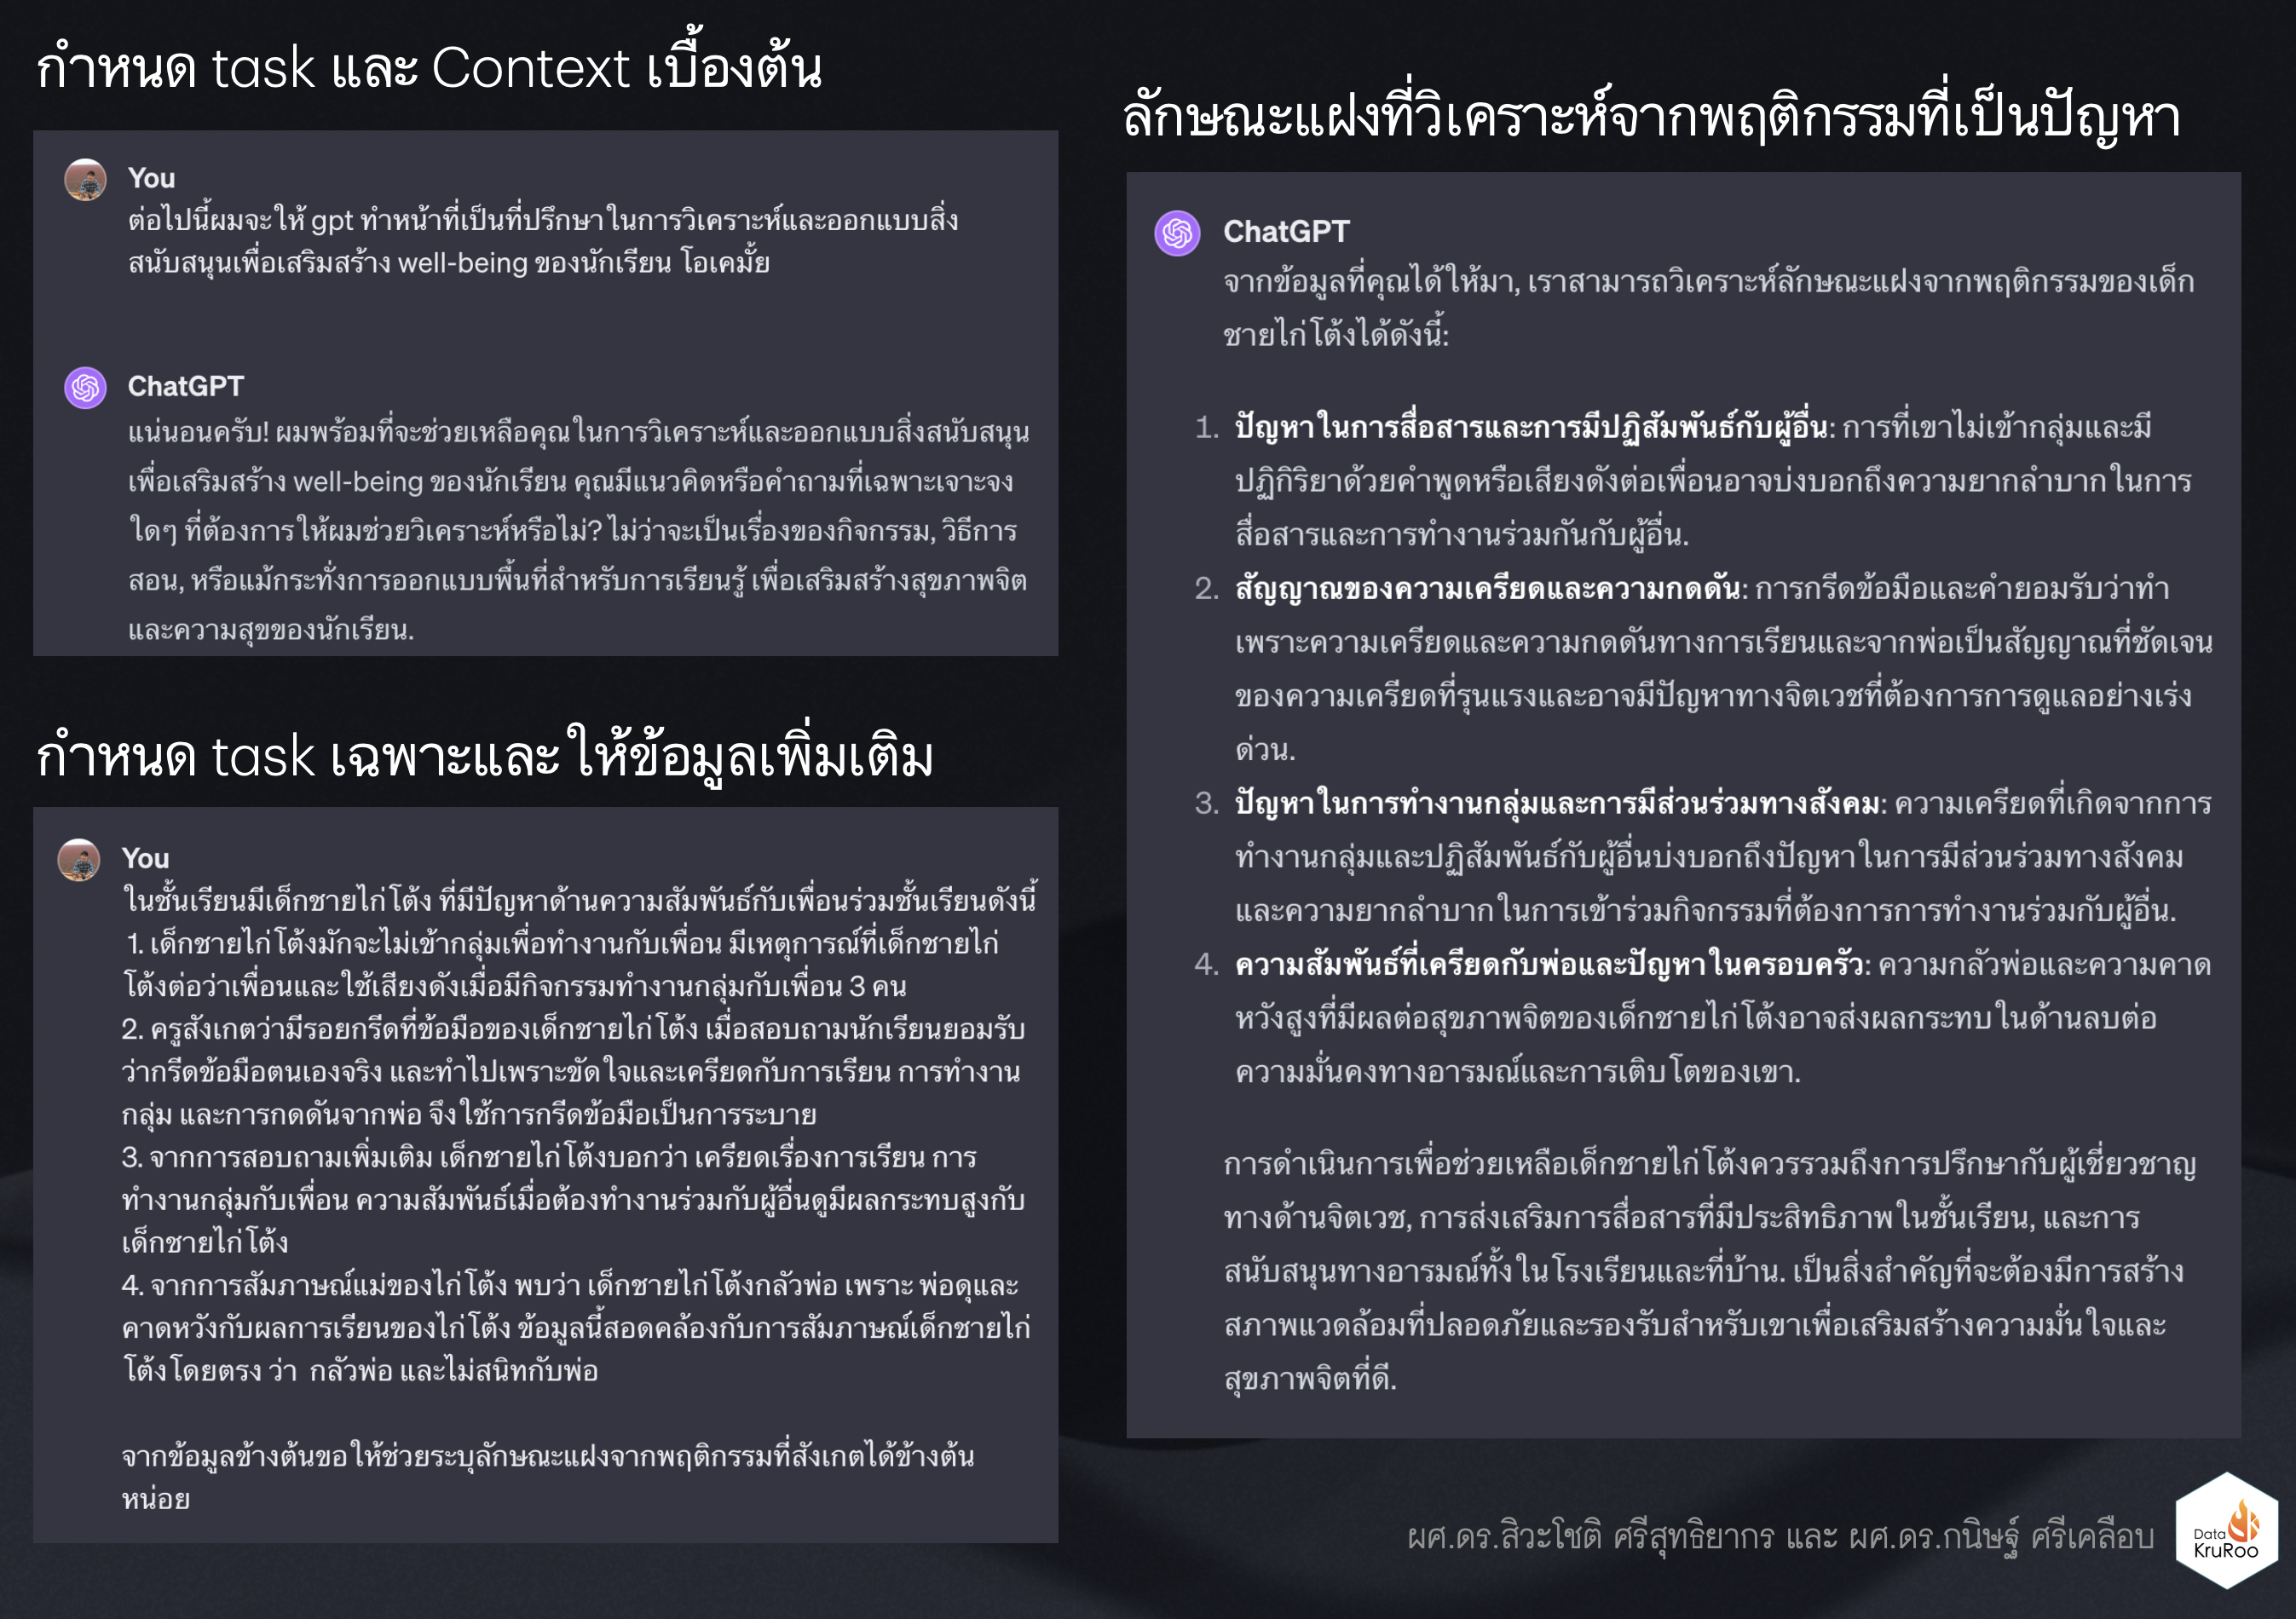 กำหนด task และ Context เบื้องต้น
You
ต่อไปนี้ผมจะให้ gpt ทำหน้าที่เป็นที่ปรึกษาในการวิเคราะห์และออกแบบสิ่ง
สนับสนุนเพื่อเสริมสร้าง well-being ของนักเรียน โอเคมั้ย
ChatGPT
แน่นอนครับ! ผมพร้อมที่จะช่วยเหลือคุณในการวิเคราะห์และออกแบบสิ่งสนับสนุน
เพื่อเสริมสร้าง well-being ของนักเรียน คุณมีแนวคิดหรือคำถามที่เฉพาะเจาะจง
ใดๆ ที่ต้องการให้ผมช่วยวิเคราะห์หรือไม่? ไม่ว่าจะเป็นเรื่องของกิจกรรม, วิธีการ
สอน, หรือแม้กระทั่งการออกแบบพื้นที่สำหรับการเรียนรู้ เพื่อเสริมสร้างสุขภาพจิต
และความสุขของนักเรียน.
กำหนด task เฉพาะและให้ข้อมูลเพิ่มเติม
You
ในชั้นเรียนมีเด็กชายไก่โต้ง ที่มีปัญหาด้านความสัมพันธ์กับเพื่อนร่วมชั้นเรียนดังนี้
1. เด็กชายไก่โต้งมักจะไม่เข้ากลุ่มเพื่อทำงานกับเพื่อน มีเหตุการณ์ที่เด็กชายไก่
โต้งต่อว่าเพื่อนและใช้เสียงดังเมื่อมีกิจกรรมทำงานกลุ่มกับเพื่อน 3 คน
2. ครูสังเกตว่ามีรอยกรีดที่ข้อมือของเด็กชายไก่โต้ง เมื่อสอบถามนักเรียนยอมรับ
ว่ากรีดข้อมือตนเองจริง และทำไปเพราะขัดใจและเครียดกับการเรียน การทำงาน
กลุ่ม และการกดดันจากพ่อ จึงใช้การกรีดข้อมือเป็นการระบาย
3. จากการสอบถามเพิ่มเติม เด็กชายไก่โต้งบอกว่า เครียดเรื่องการเรียน การ
ทำงานกลุ่มกับเพื่อน ความสัมพันธ์เมื่อต้องทำงานร่วมกับผู้อื่นดูมีผลกระทบสูงกับ
เด็กชายไก่โต้ง
4. จากการสัมภาษณ์แม่ของไก่โต้ง พบว่า เด็กชายไก่โต้งกลัวพ่อ เพราะ พ่อดุและ
คาดหวังกับผลการเรียนของไก่โต้ง ข้อมูลนี้สอดคล้องกับการสัมภาษณ์เด็กชายไก่
โต้งโดยตรง ว่า กลัวพ่อ และไม่สนิทกับพ่อ
จากข้อมูลข้างต้นขอให้ช่วยระบุลักษณะแฝงจากพฤติกรรมที่สังเกตได้ข้างต้น
หน่อย
ลักษณะแฝงที่วิเคราะห์จากพฤติกรรมที่เป็นปัญหา
ChatGPT
จากข้อมูลที่คุณได้ให้มา, เราสามารถวิเคราะห์ลักษณะแฝงจากพฤติกรรมของเด็ก
ชายไก่โต้งได้ดังนี้:
1. ปัญหาในการสื่อสารและการมีปฏิสัมพันธ์กับผู้อื่น: การที่เขาไม่เข้ากลุ่มและมี
ปฏิกิริยาด้วยคำพูดหรือเสียงดังต่อเพื่อนอาจบ่งบอกถึงความยากลำบากในการ
สื่อสารและการทำงานร่วมกันกับผู้อื่น.
2. สัญญาณของความเครียดและความกดดัน: การกรีดข้อมือและคำยอมรับว่าทำ
เพราะความเครียดและความกดดันทางการเรียนและจากพ่อเป็นสัญญาณที่ชัดเจน
ของความเครียดที่รุนแรงและอาจมีปัญหาทางจิตเวชที่ต้องการการดูแลอย่างเร่ง
ด่วน.
3. ปัญหาในการทำงานกลุ่มและการมีส่วนร่วมทางสังคม: ความเครียดที่เกิดจากการ
ทำงานกลุ่มและปฏิสัมพันธ์กับผู้อื่นบ่งบอกถึงปัญหาในการมีส่วนร่วมทางสังคม
และความยากลำบากในการเข้าร่วมกิจกรรมที่ต้องการการทำงานร่วมกับผู้อื่น.
4. ความสัมพันธ์ที่เครียดกับพ่อและปัญหาในครอบครัว: ความกลัวพ่อและความคาด
หวังสูงที่มีผลต่อสุขภาพจิตของเด็กชายไก่โต้งอาจส่งผลกระทบในด้านลบต่อ
ความมั่นคงทางอารมณ์และการเติบโตของเขา.
การดำเนินการเพื่อช่วยเหลือเด็กชายไก่โต้งควรรวมถึงการปรึกษากับผู้เชี่ยวชาญ
ทางด้านจิตเวช, การส่งเสริมการสื่อสารที่มีประสิทธิภาพในชั้นเรียน, และการ
สนับสนุนทางอารมณ์ทั้งในโรงเรียนและที่บ้าน. เป็นสิ่งสำคัญที่จะต้องมีการสร้าง
สภาพแวดล้อมที่ปลอดภัยและรองรับสำหรับเขาเพื่อเสริมสร้างความมั่นใจและ
สุขภาพจิตที่ดี.
ผศ.ดร.สิวะโชติ ศรีสุทธิยากร และ ผศ.ดร.กนิษฐ์ ศรีเคลือบ
Data
KruRoo